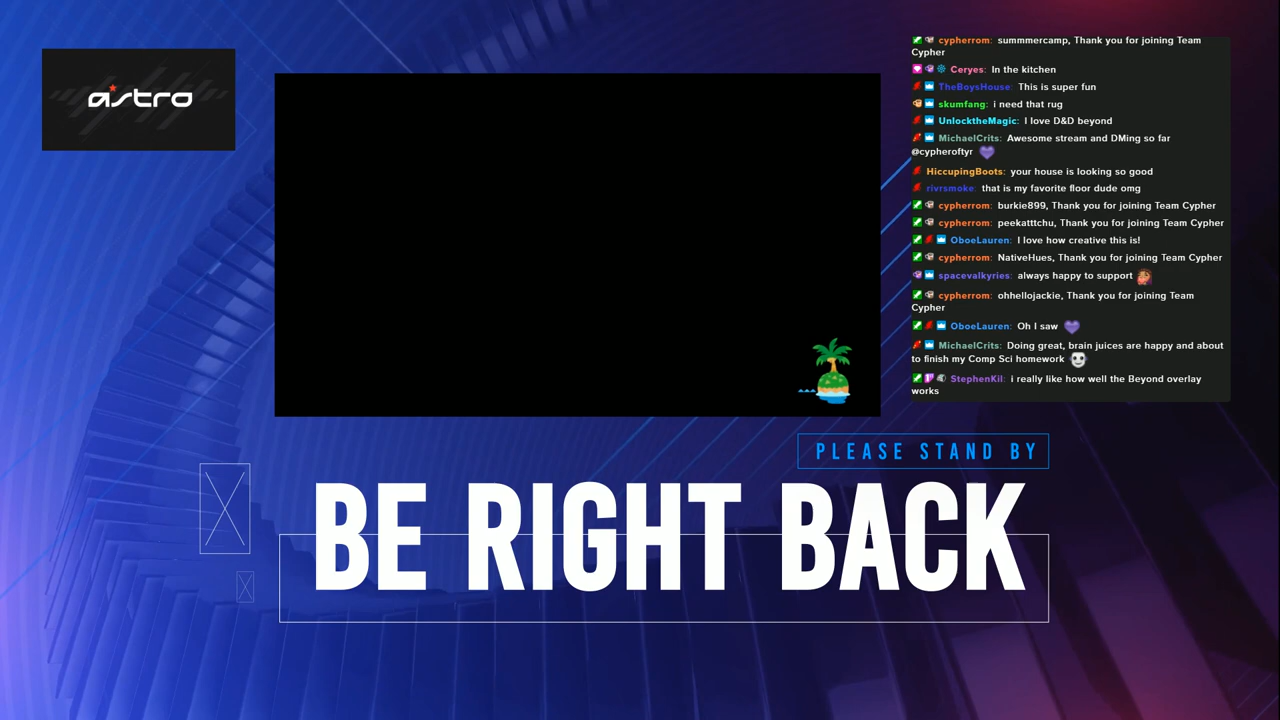 astro
cypherrom: summmercamp, Thank you for joining Team
Cypher
Ceryes: In the kitchen
TheBoysHouse: This is super fun
skumfang: i need that rug
UnlocktheMagic: I love D&D beyond
MichaelCrits: Awesome stream and DMing so far
@cypheroftyr
HiccupingBoots: your house is looking so good
rivrsmoke: that is my favorite floor dude omg
cypherrom: burkie899, Thank you for joining Team Cypher
cypherrom: peekatttchu, Thank you for joining Team Cypher
OboeLauren: I love how creative this is!
cypherrom: NativeHues, Thank you for joining Team Cypher
spacevalkyries: always happy to support
cypherrom: ohhellojackie, Thank you for joining Team
Cypher
OboeLauren: Oh I saw
MichaelCrits: Doing great, brain juices are happy and about
to finish my Comp Sci homework
StephenKil: i really like how well the Beyond overlay
works
PLEASE STAND BY
BE RIGHT BACK